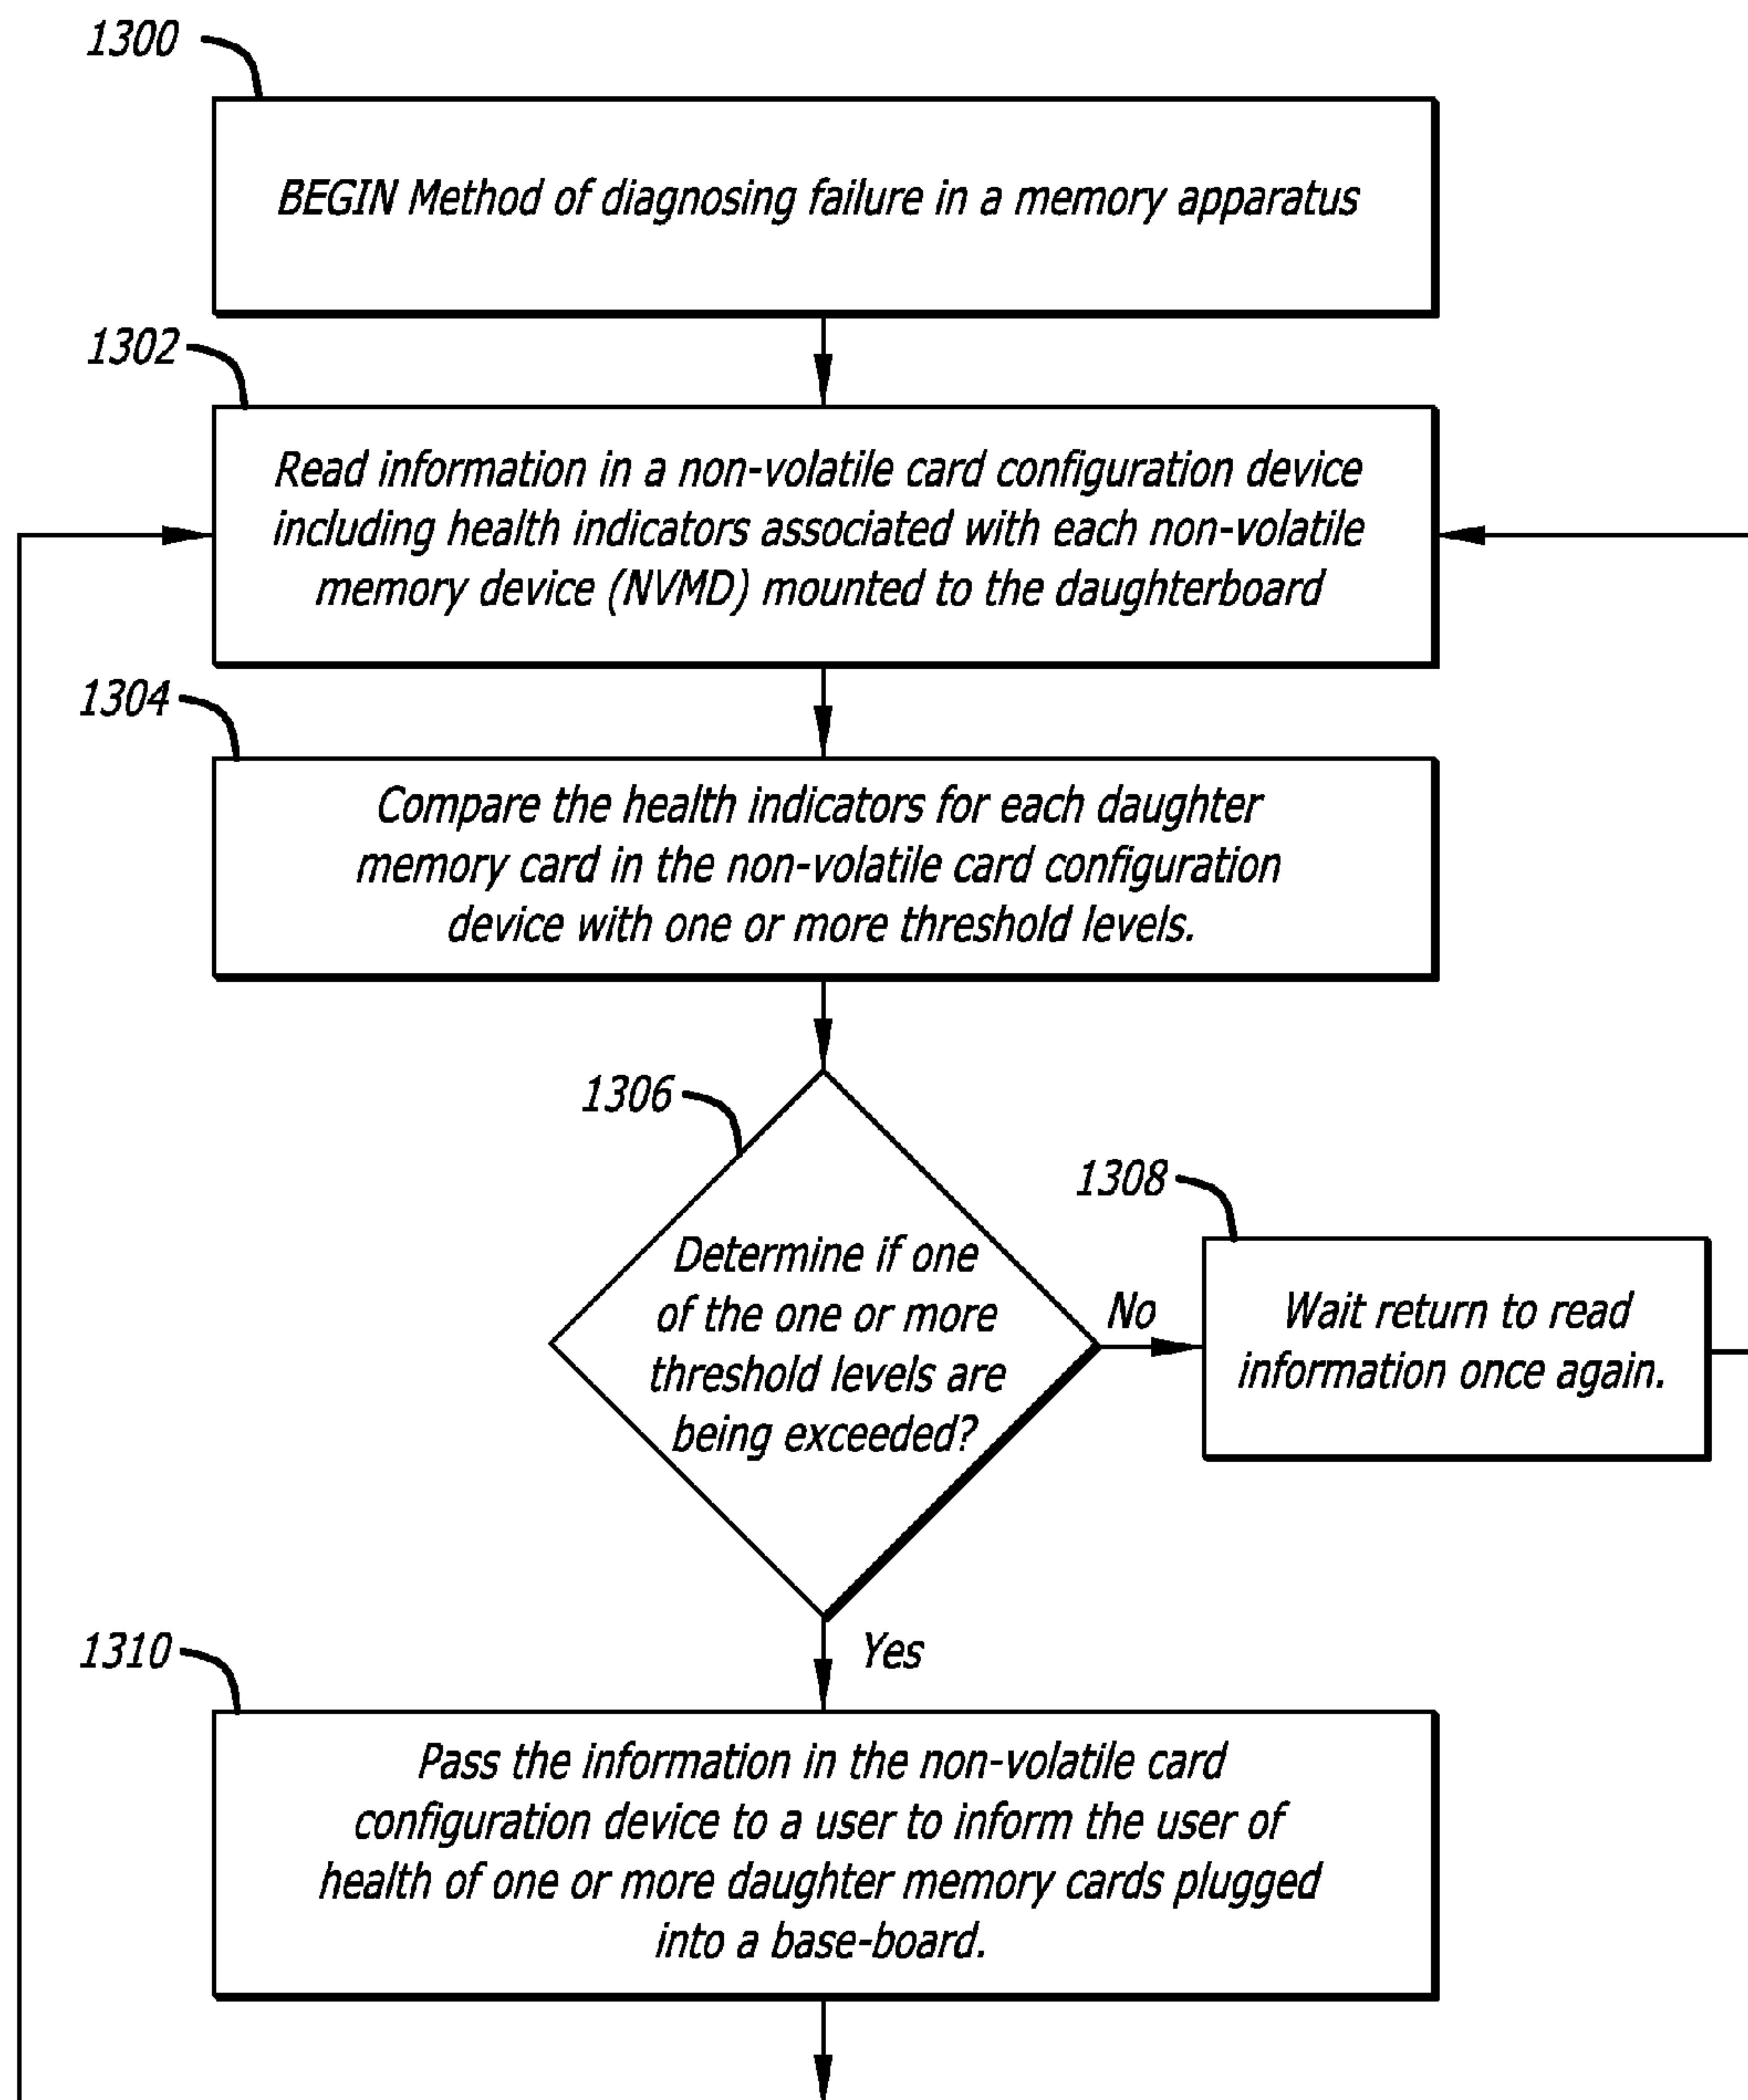 1300
BEGIN Method of diagnosing failure in a memory apparatus
1302
Read information in a non-volatile card configuration device
including health indicators associated with each non-volatile
memory device (NVMD) mounted to the daughterboard
1304
Compare the health indicators for each daughter
memory card in the non-volatile card configuration
device with one or more threshold levels.
1306
Determine if one
of the one or more
threshold levels are
being exceeded?
No
1308
Wait return to read
information once again.
Yes
1310
Pass the information in the non-volatile card
configuration device to a user to inform the user of
health of one or more daughter memory cards plugged
into a base-board.